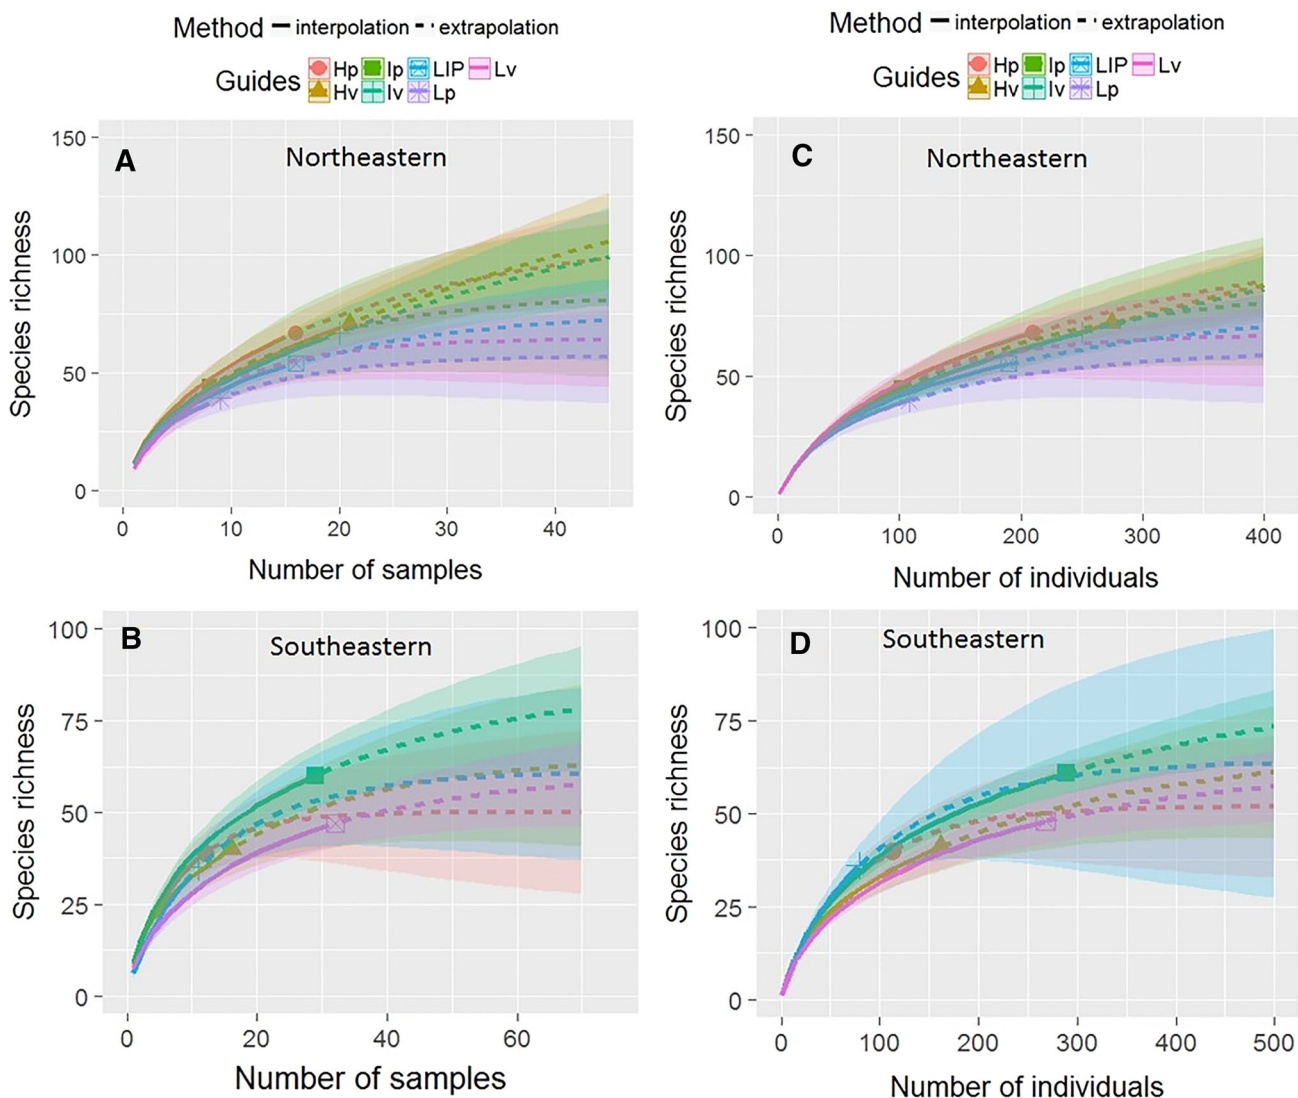 Method interpolation extrapolation
Guides Hp Ip LIP Lv
Hv Iv Lp
A Northeastern
Species richness
150
100
50
0
0 10 20 30 40
Number of samples
Method interpolation extrapolation
Guides Hp Ip LIP Lv
Hv Iv Lp
C Northeastern
Species richness
150
100
50
0
0 100 200 300 400
Number of individuals
B Southeastern
Species richness
100
75
50
25
0
0 20 40 60
Number of samples
D Southeastern
Species richness
100
75
50
25
0
0 100 200 300 400 500
Number of individuals